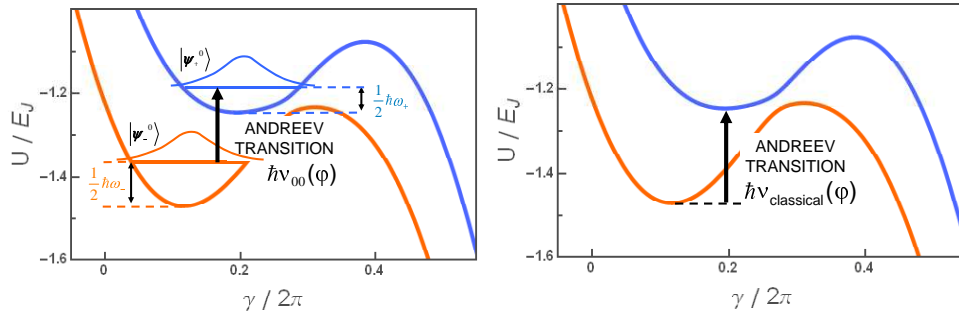 |ψ₊⁰⟩
-1.2
½ℏω₊
|ψ₋⁰⟩
ANDREEV
TRANSITION
ℏν₀₀(φ)
½ℏω₋
-1.4
-1.6
U / E_J
0
0.2
0.4
γ / 2π
-1.2
ANDREEV
TRANSITION
ℏν_classical(φ)
-1.4
-1.6
U / E_J
0
0.2
0.4
γ / 2π